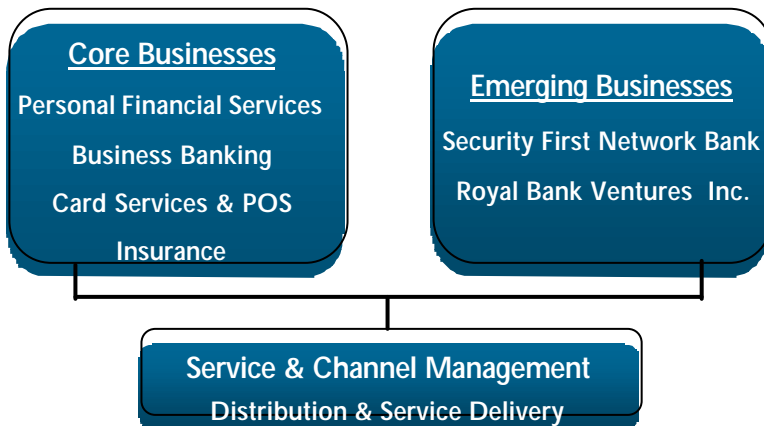 Core Businesses
Personal Financial Services
Business Banking
Card Services & POS
Insurance
Emerging Businesses
Security First Network Bank
Royal Bank Ventures Inc.
Service & Channel Management
Distribution & Service Delivery